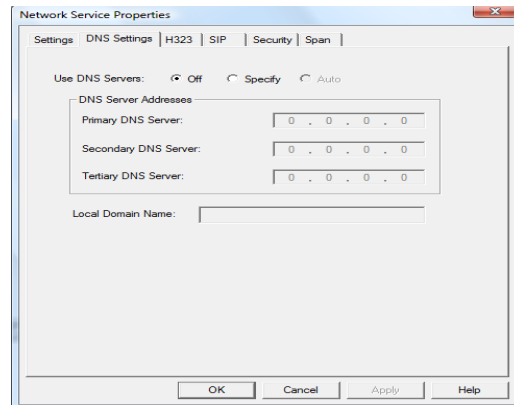 Network Service Properties
Settings DNS Settings H323 SIP Security Span
Use DNS Servers: Off Specify Auto
DNS Server Addresses
Primary DNS Server: 0 . 0 . 0 . 0
Secondary DNS Server: 0 . 0 . 0 . 0
Tertiary DNS Server: 0 . 0 . 0 . 0
Local Domain Name:
OK Cancel Apply Help